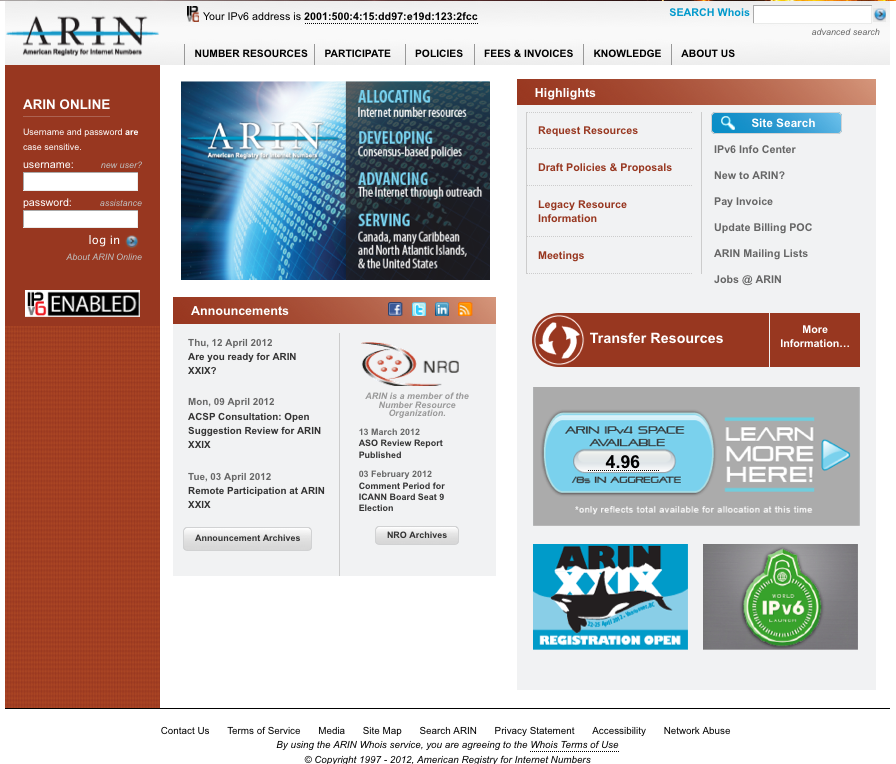 ARIN
American Registry for Internet Numbers
IPv6 Your IPv6 address is 2001:500:4:15:dd97:e19d:123:2fcc
SEARCH Whois
advanced search
NUMBER RESOURCES PARTICIPATE POLICIES FEES & INVOICES KNOWLEDGE ABOUT US
ARIN ONLINE
Username and password are
case sensitive.
username: new user?
password: assistance
log in
About ARIN Online
IPv6 ENABLED
ARIN
American Registry for Internet Numbers
ALLOCATING
Internet number resources
DEVELOPING
Consensus-based policies
ADVANCING
The Internet through outreach
SERVING
Canada, many Caribbean
and North Atlantic Islands,
& the United States
Announcements
Thu, 12 April 2012
Are you ready for ARIN
XXIX?
Mon, 09 April 2012
ACSP Consultation: Open
Suggestion Review for ARIN
XXIX
Tue, 03 April 2012
Remote Participation at ARIN
XXIX
Announcement Archives
NRO
ARIN is a member of the
Number Resource
Organization.
13 March 2012
ASO Review Report
Published
03 February 2012
Comment Period for
ICANN Board Seat 9
Election
NRO Archives
Highlights
Request Resources
Draft Policies & Proposals
Legacy Resource
Information
Meetings
Site Search
IPv6 Info Center
New to ARIN?
Pay Invoice
Update Billing POC
ARIN Mailing Lists
Jobs @ ARIN
Transfer Resources
More
Information...
ARIN IPv4 SPACE
AVAILABLE
4.96
/8s IN AGGREGATE
LEARN
MORE
HERE!
*only reflects total available for allocation at this time
ARIN
XXIX
22-25 April 2012 • Vancouver, BC
REGISTRATION OPEN
WORLD
IPv6
LAUNCH
Contact Us Terms of Service Media Site Map Search ARIN Privacy Statement Accessibility Network Abuse
By using the ARIN Whois service, you are agreeing to the Whois Terms of Use
© Copyright 1997 - 2012, American Registry for Internet Numbers